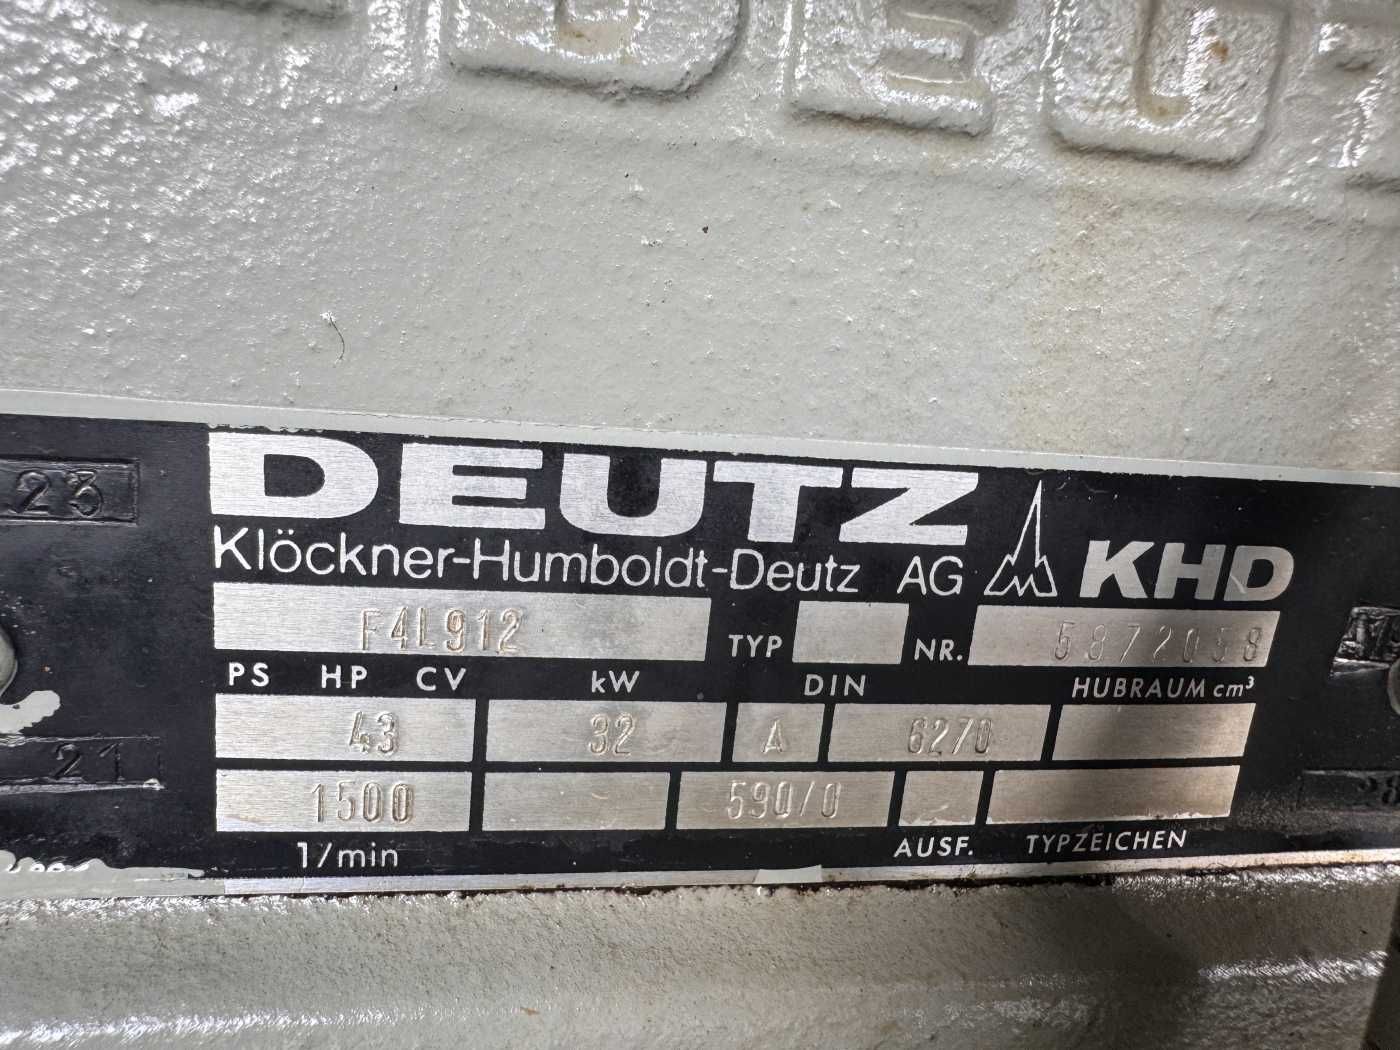 DEUTZ
23
DEUTZ
Klöckner-Humboldt-Deutz AG KHD
F4L912 TYP NR. 5872058
PS HP CV kW DIN HUBRAUM cm³
43 32 A 6270
21
1500 590/0
1/min AUSF. TYPZEICHEN